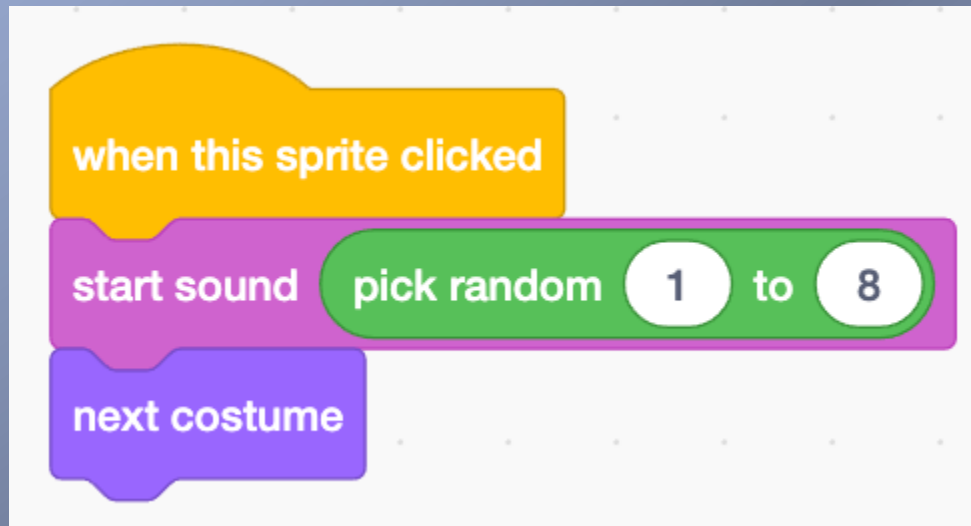 when this sprite clicked
start sound pick random 1 to 8
next costume